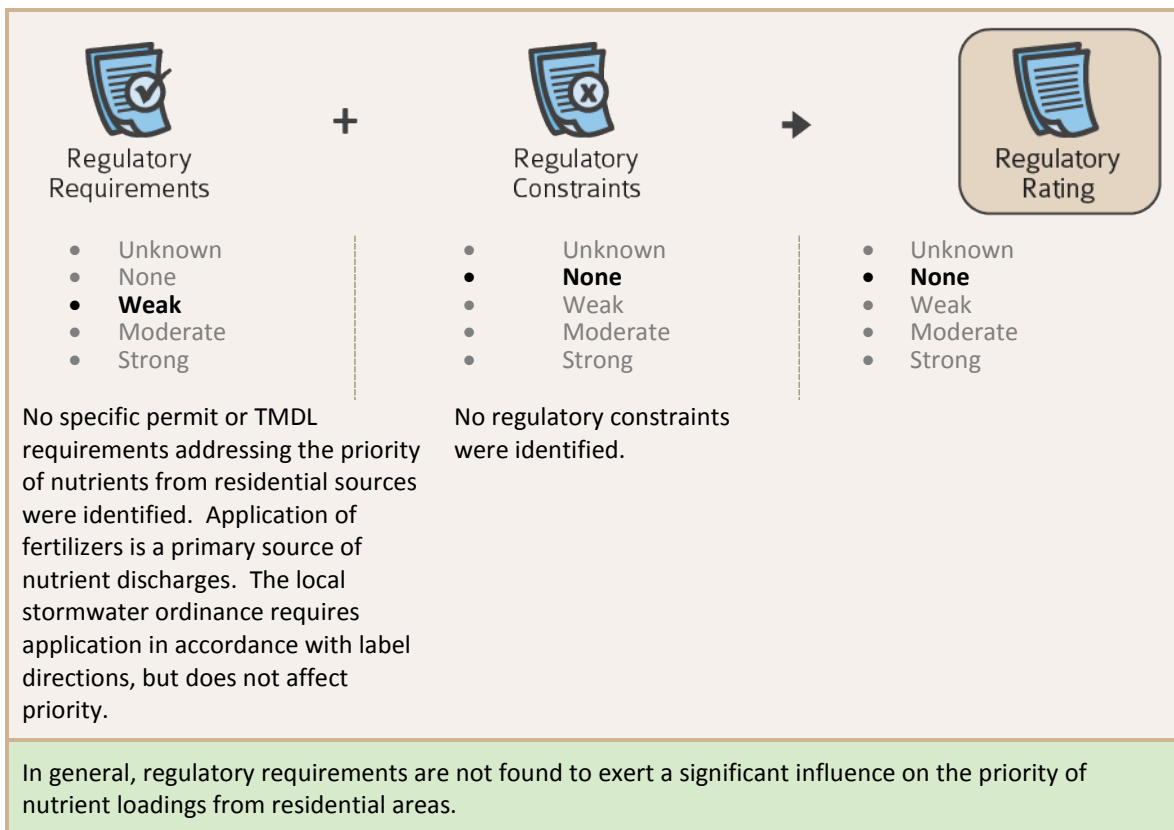 Regulatory
Requirements
+
Regulatory
Constraints
Regulatory
Rating
• Unknown
• None
• Weak
• Moderate
• Strong
No specific permit or TMDL
requirements addressing the priority
of nutrients from residential sources
were identified.  Application of
fertilizers is a primary source of
nutrient discharges.  The local
stormwater ordinance requires
application in accordance with label
directions, but does not affect
priority.
• Unknown
• None
• Weak
• Moderate
• Strong
No regulatory constraints
were identified.
• Unknown
• None
• Weak
• Moderate
• Strong
In general, regulatory requirements are not found to exert a significant influence on the priority of
nutrient loadings from residential areas.